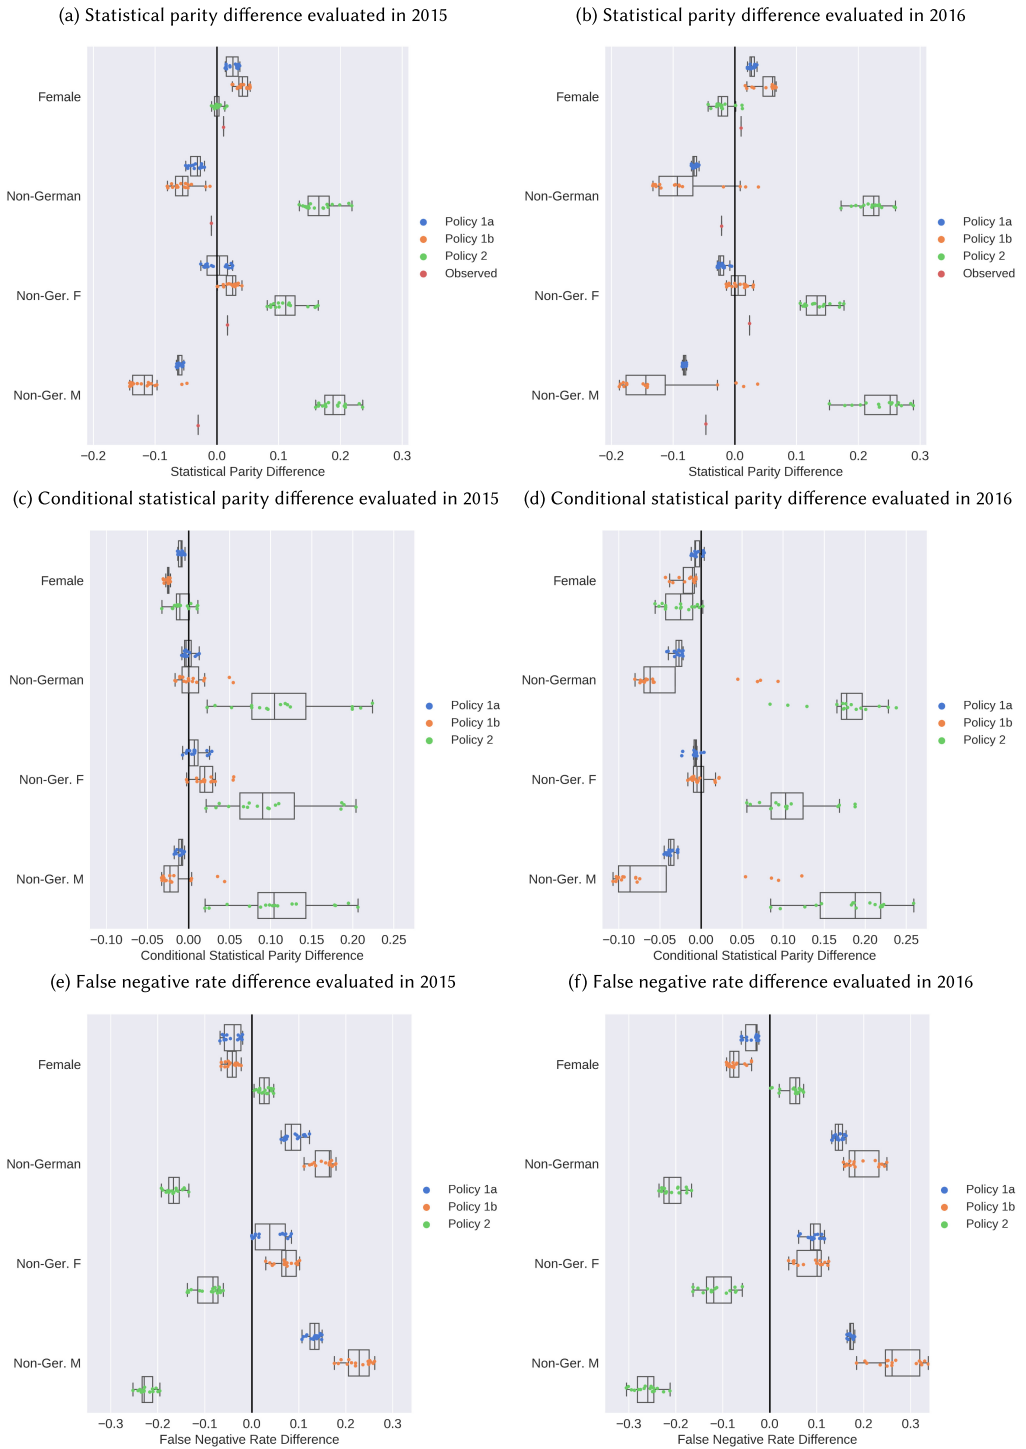 (a) Statistical parity difference evaluated in 2015
Female
Non-German
Non-Ger. F
Non-Ger. M
−0.2 −0.1 0.0 0.1 0.2 0.3
Statistical Parity Difference
Policy 1a
Policy 1b
Policy 2
Observed
(b) Statistical parity difference evaluated in 2016
Female
Non-German
Non-Ger. F
Non-Ger. M
−0.2 −0.1 0.0 0.1 0.2 0.3
Statistical Parity Difference
Policy 1a
Policy 1b
Policy 2
Observed
(c) Conditional statistical parity difference evaluated in 2015
Female
Non-German
Non-Ger. F
Non-Ger. M
−0.10 −0.05 0.00 0.05 0.10 0.15 0.20 0.25
Conditional Statistical Parity Difference
Policy 1a
Policy 1b
Policy 2
(d) Conditional statistical parity difference evaluated in 2016
Female
Non-German
Non-Ger. F
Non-Ger. M
−0.10 −0.05 0.00 0.05 0.10 0.15 0.20 0.25
Conditional Statistical Parity Difference
Policy 1a
Policy 1b
Policy 2
(e) False negative rate difference evaluated in 2015
Female
Non-German
Non-Ger. F
Non-Ger. M
−0.3 −0.2 −0.1 0.0 0.1 0.2 0.3
False Negative Rate Difference
Policy 1a
Policy 1b
Policy 2
(f) False negative rate difference evaluated in 2016
Female
Non-German
Non-Ger. F
Non-Ger. M
−0.3 −0.2 −0.1 0.0 0.1 0.2 0.3
False Negative Rate Difference
Policy 1a
Policy 1b
Policy 2